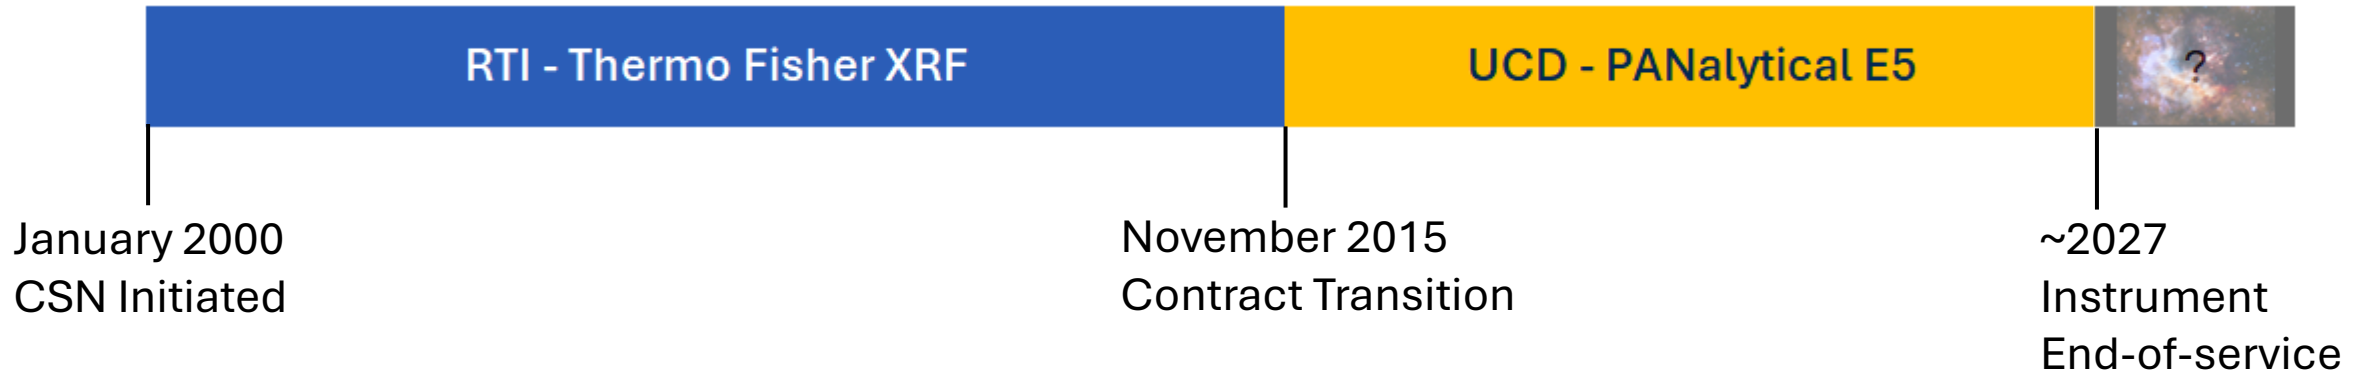 RTI - Thermo Fisher XRF
UCD - PANalytical E5
?
January 2000
CSN Initiated
November 2015
Contract Transition
~2027
Instrument
End-of-service